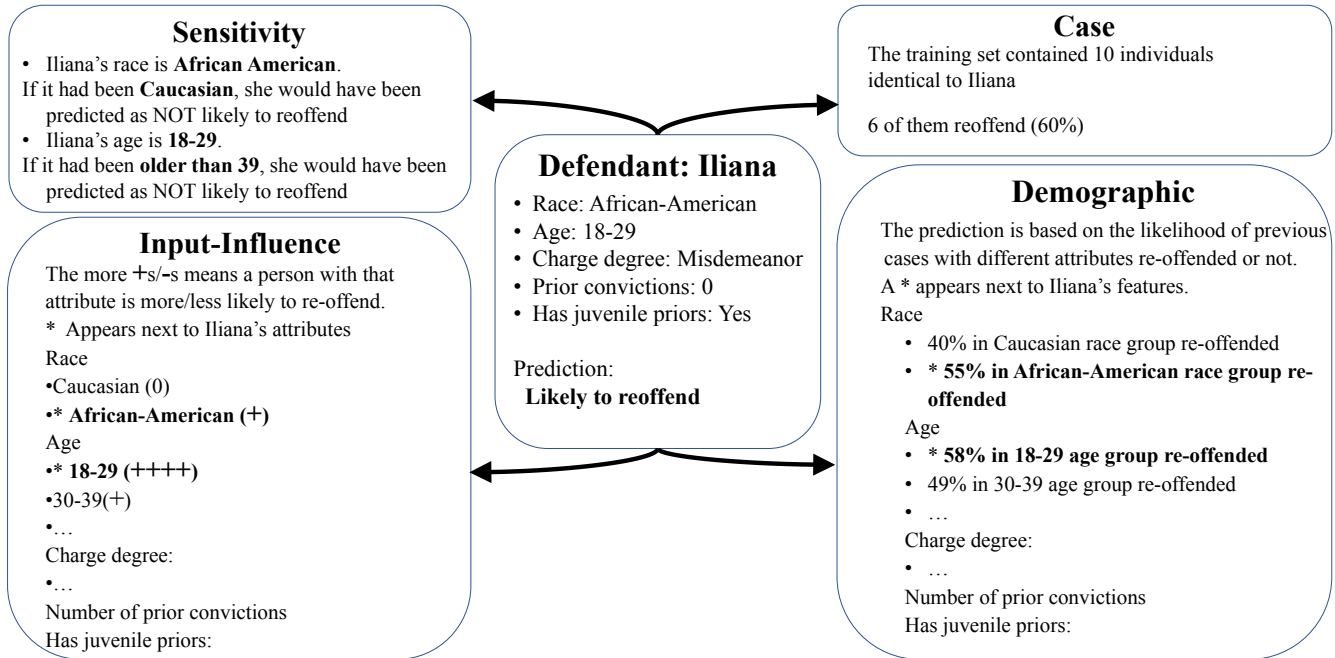 Sensitivity
• Iliana's race is African American.
If it had been Caucasian, she would have been
predicted as NOT likely to reoffend
• Iliana's age is 18-29.
If it had been older than 39, she would have been
predicted as NOT likely to reoffend
Case
The training set contained 10 individuals
identical to Iliana
6 of them reoffend (60%)
Defendant: Iliana
• Race: African-American
• Age: 18-29
• Charge degree: Misdemeanor
• Prior convictions: 0
• Has juvenile priors: Yes
Prediction:
Likely to reoffend
Input-Influence
The more +s/-s means a person with that
attribute is more/less likely to re-offend.
* Appears next to Iliana's attributes
Race
•Caucasian (0)
•* African-American (+)
Age
•* 18-29 (++++)
•30-39(+)
•…
Charge degree:
•…
Number of prior convictions
Has juvenile priors:
Demographic
The prediction is based on the likelihood of previous
cases with different attributes re-offended or not.
A * appears next to Iliana's features.
Race
• 40% in Caucasian race group re-offended
• * 55% in African-American race group re-
offended
Age
• * 58% in 18-29 age group re-offended
• 49% in 30-39 age group re-offended
• …
Charge degree:
• …
Number of prior convictions
Has juvenile priors: